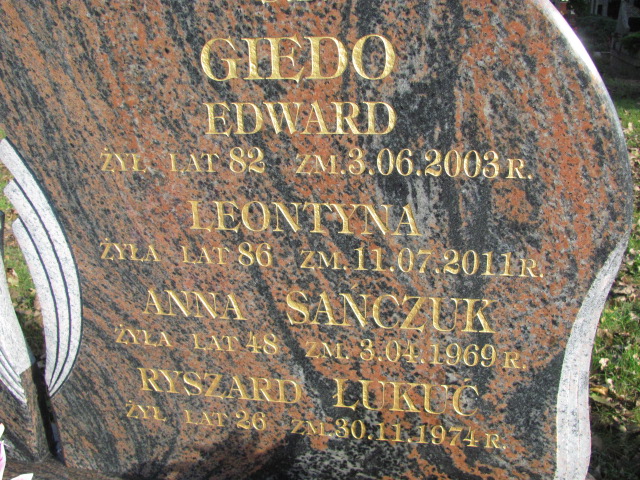 GIEDO
EDWARD
ŻYŁ LAT 82 ZM. 3.06.2003 R.
LEONTYNA
ŻYŁA LAT 86 ZM. 11.07.2011 R.
ANNA SAŃCZUK
ŻYŁA LAT 48 ZM. 3.04.1969 R.
RYSZARD ŁUKUĆ
ŻYŁ LAT 26 ZM. 30.11.1974 R.